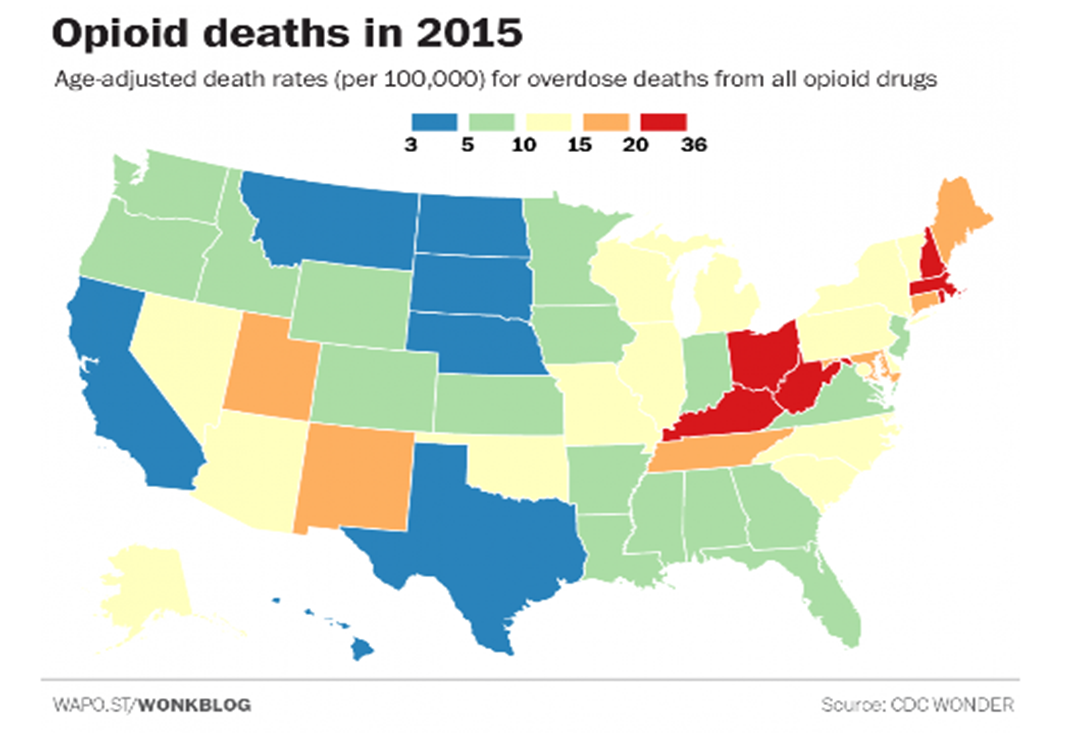 Opioid deaths in 2015
Age-adjusted death rates (per 100,000) for overdose deaths from all opioid drugs
3 5 10 15 20 36
WAPO.ST/WONKBLOG
Source: CDC WONDER